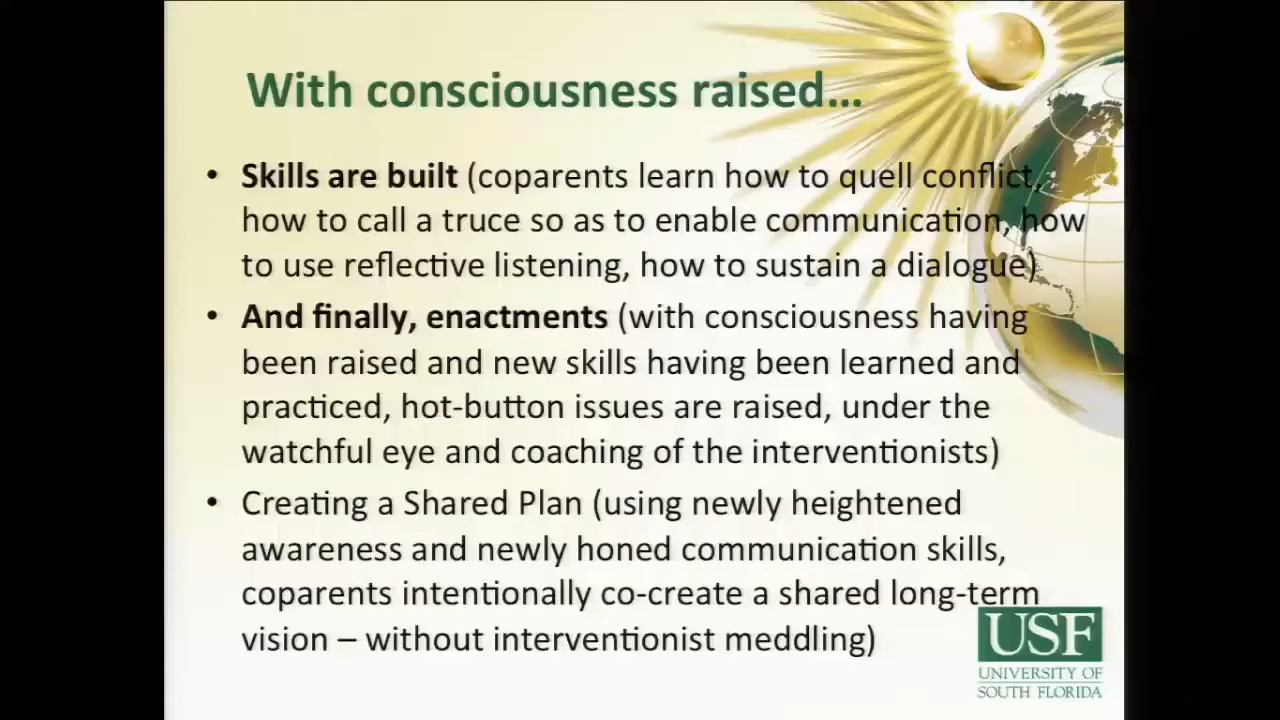 With consciousness raised...
• Skills are built (coparents learn how to quell conflict,
how to call a truce so as to enable communication, how
to use reflective listening, how to sustain a dialogue)
• And finally, enactments (with consciousness having
been raised and new skills having been learned and
practiced, hot-button issues are raised, under the
watchful eye and coaching of the interventionists)
• Creating a Shared Plan (using newly heightened
awareness and newly honed communication skills,
coparents intentionally co-create a shared long-term
vision – without interventionist meddling)
USF
UNIVERSITY OF
SOUTH FLORIDA